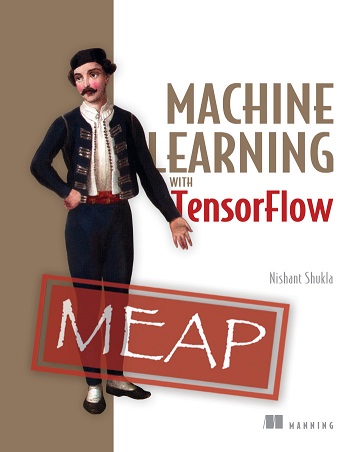 MACHINE
LEARNING
WITH
TensorFlow
Nishant Shukla
MEAP
MANNING